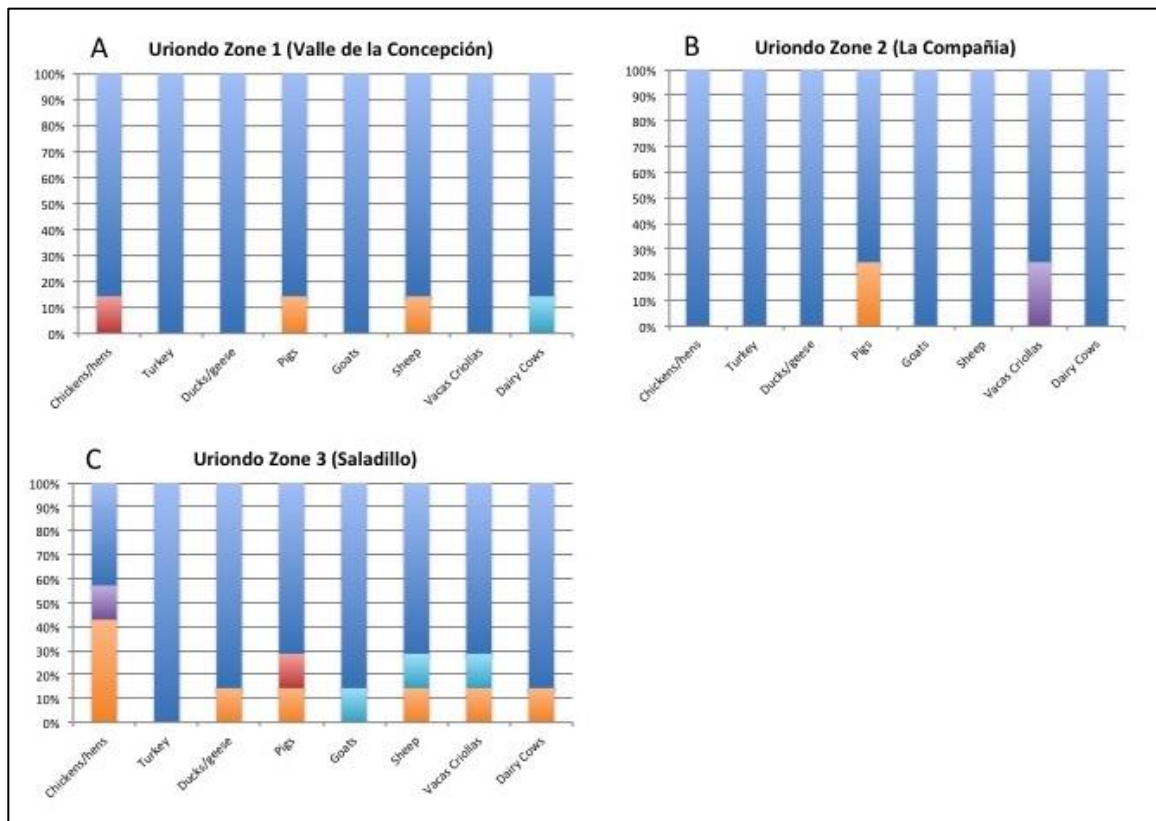 A
Uriondo Zone 1 (Valle de la Concepción)
100%
90%
80%
70%
60%
50%
40%
30%
20%
10%
0%
Chickens/hens
Turkey
Ducks/geese
Pigs
Goats
Sheep
Vacas Criollas
Dairy Cows
B
Uriondo Zone 2 (La Compañia)
100%
90%
80%
70%
60%
50%
40%
30%
20%
10%
0%
Chickens/hens
Turkey
Ducks/geese
Pigs
Goats
Sheep
Vacas Criollas
Dairy Cows
C
Uriondo Zone 3 (Saladillo)
100%
90%
80%
70%
60%
50%
40%
30%
20%
10%
0%
Chickens/hens
Turkey
Ducks/geese
Pigs
Goats
Sheep
Vacas Criollas
Dairy Cows